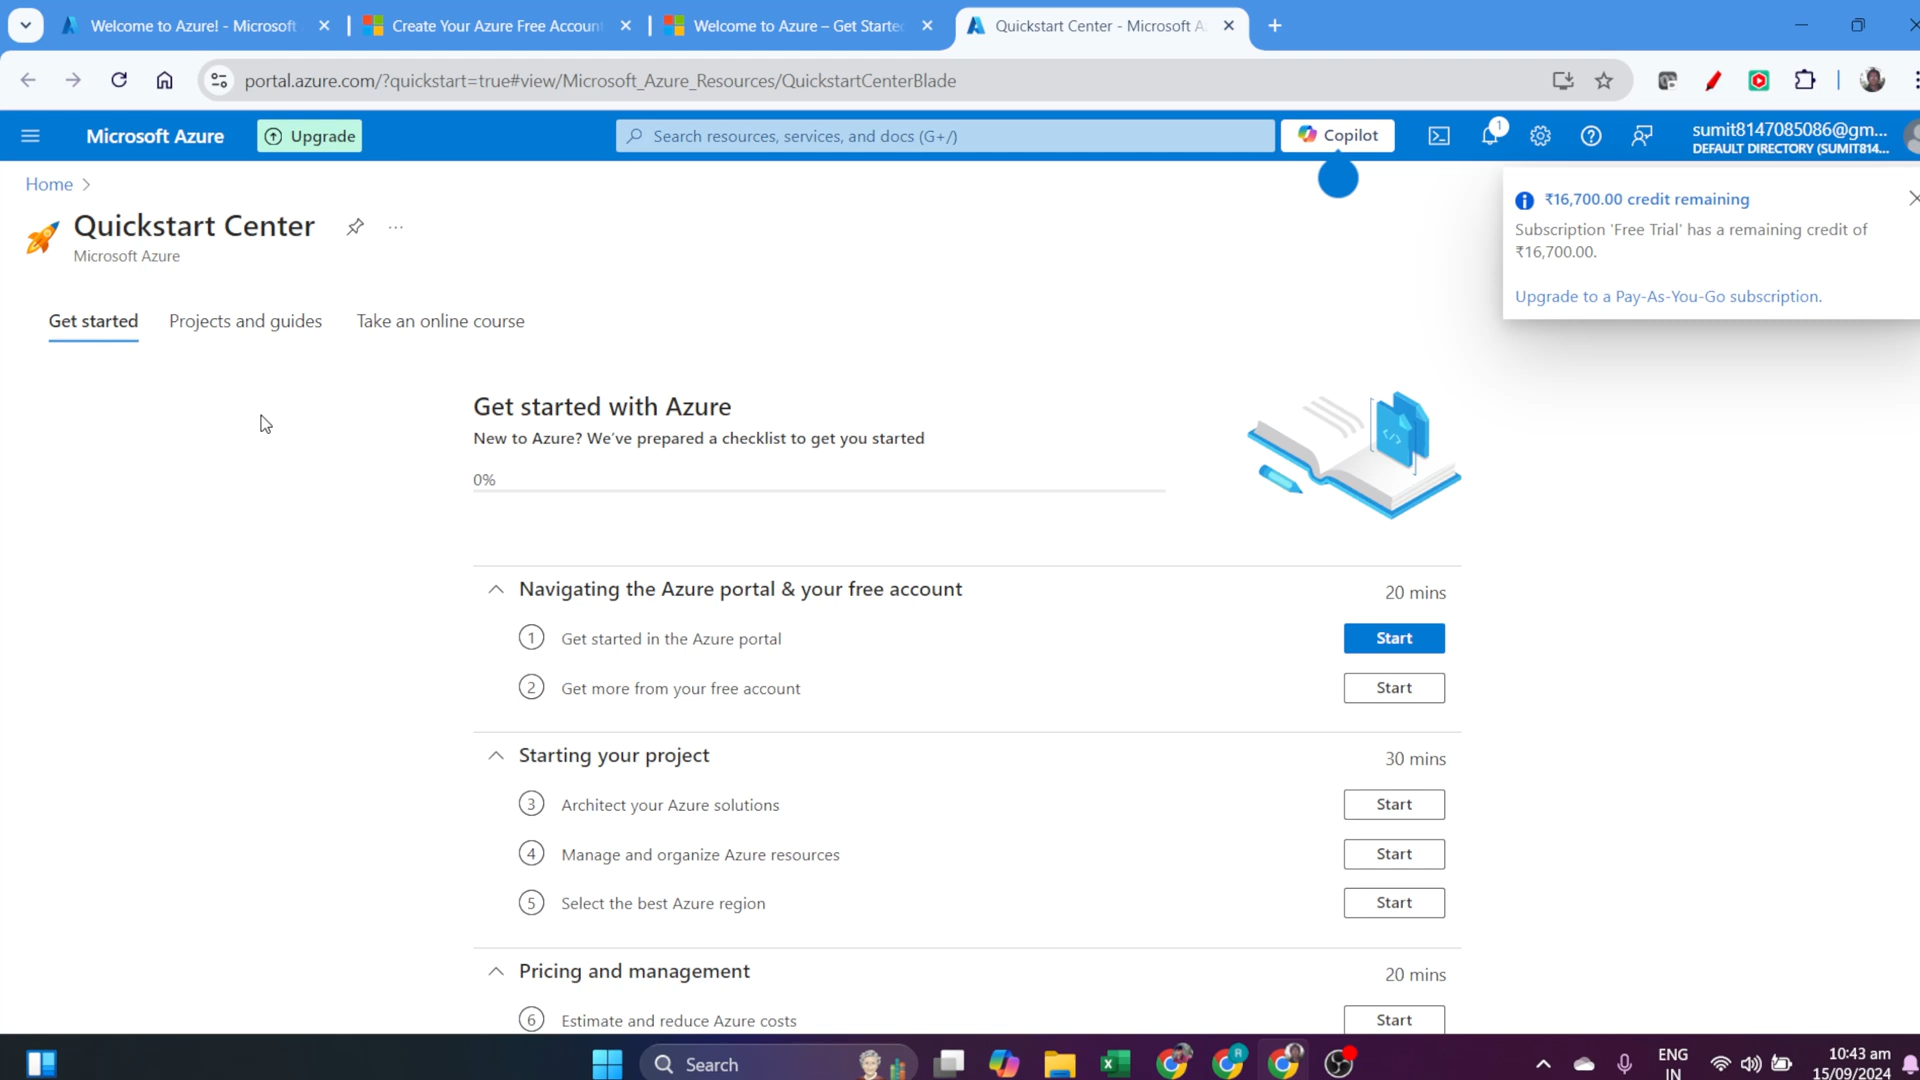 Welcome to Azure! - Microsoft
Create Your Azure Free Accoun
Welcome to Azure – Get Starte
Quickstart Center - Microsoft A
portal.azure.com/?quickstart=true#view/Microsoft_Azure_Resources/QuickstartCenterBlade
Microsoft Azure
Upgrade
Search resources, services, and docs (G+/)
Copilot
1
sumit8147085086@gm...
DEFAULT DIRECTORY (SUMIT814...
Home
₹16,700.00 credit remaining
Subscription 'Free Trial' has a remaining credit of
₹16,700.00.
Upgrade to a Pay-As-You-Go subscription.
Quickstart Center
...
Microsoft Azure
Get started
Projects and guides
Take an online course
Get started with Azure
New to Azure? We've prepared a checklist to get you started
0%
Navigating the Azure portal & your free account
20 mins
1 Get started in the Azure portal
Start
2 Get more from your free account
Start
Starting your project
30 mins
3 Architect your Azure solutions
Start
4 Manage and organize Azure resources
Start
5 Select the best Azure region
Start
Pricing and management
20 mins
6 Estimate and reduce Azure costs
Start
Search
ENG
IN
10:43 am
15/09/2024